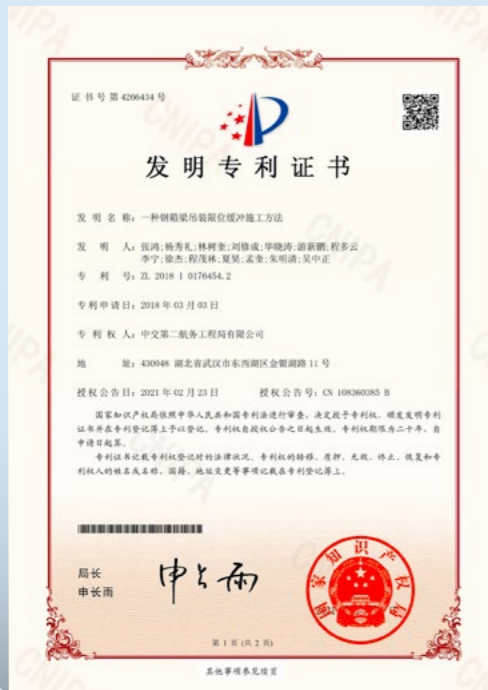 证书号第4266434号
发明专利证书
发 明 名 称：一种钢箱梁吊装限位缓冲施工方法
发 明 人：张鸿;杨秀礼;林树奎;刘修成;华晓涛;游新鹏;程多云
李宁;徐杰;程茂林;夏昊;孟奎;朱明清;吴中正
专 利 号：ZL 2018 1 0176454.2
专利申请日：2018年03月03日
专 利 权 人：中交第二航务工程局有限公司
地 址：430048 湖北省武汉市东西湖区金银湖路11号
授权公告日：2021年02月23日 授权公告号：CN 108360385 B
国家知识产权局依照中华人民共和国专利法进行审查，决定授予专利权，颁发发明专利
证书并在专利登记簿上予以登记。专利权自授权公告之日起生效。专利权期限为二十年，自
申请日起算。
专利证书记载专利权登记时的法律状况。专利权的转移、质押、无效、终止、恢复和专
利权人的姓名或名称、国籍、地址变更等事项记载在专利登记簿上。
局长
申长雨
申长雨
国家知识产权局
第 1 页 (共 2 页)
其他事项参见续页
CNIPA